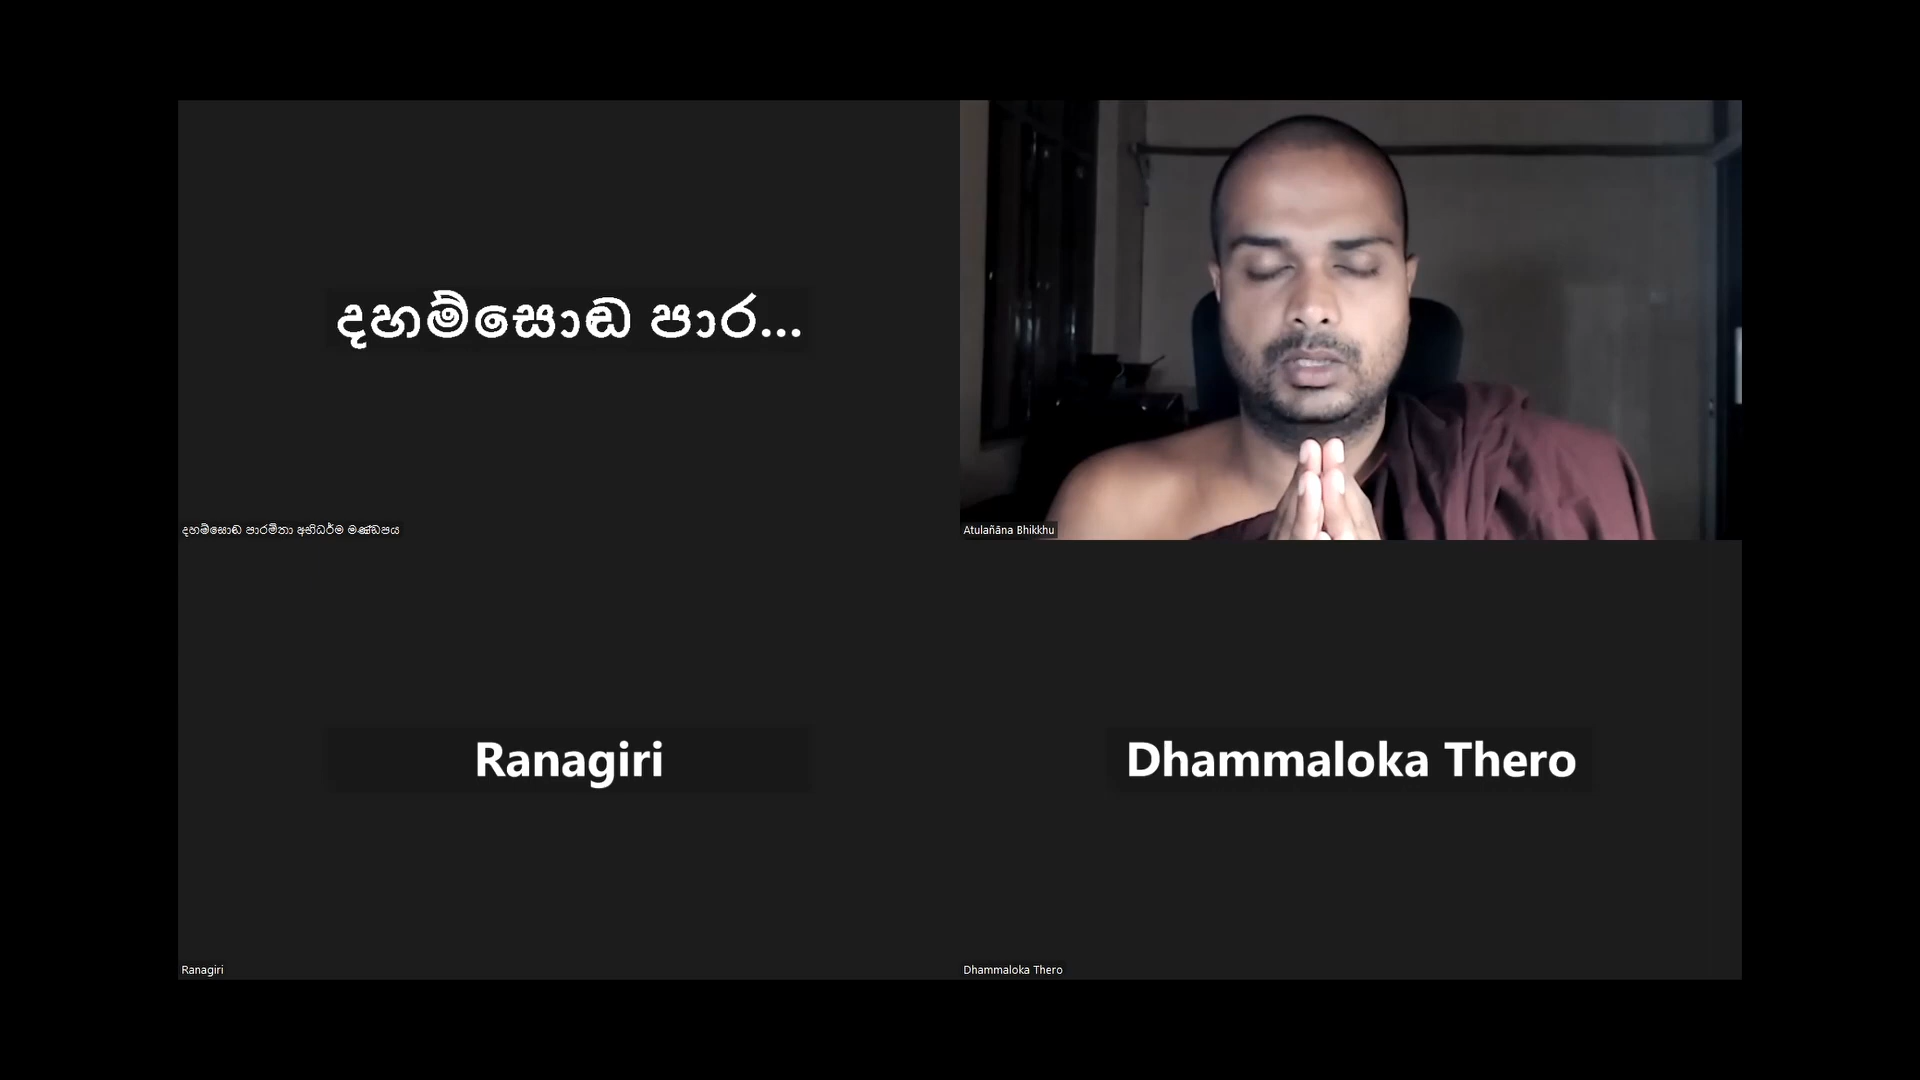 දහම්සොඬ පාර...
දහම්සොඬ පාරමිතා අභිධර්ම මණ්ඩපය
Atulañāna Bhikkhu
Ranagiri
Dhammaloka Thero
Ranagiri
Dhammaloka Thero